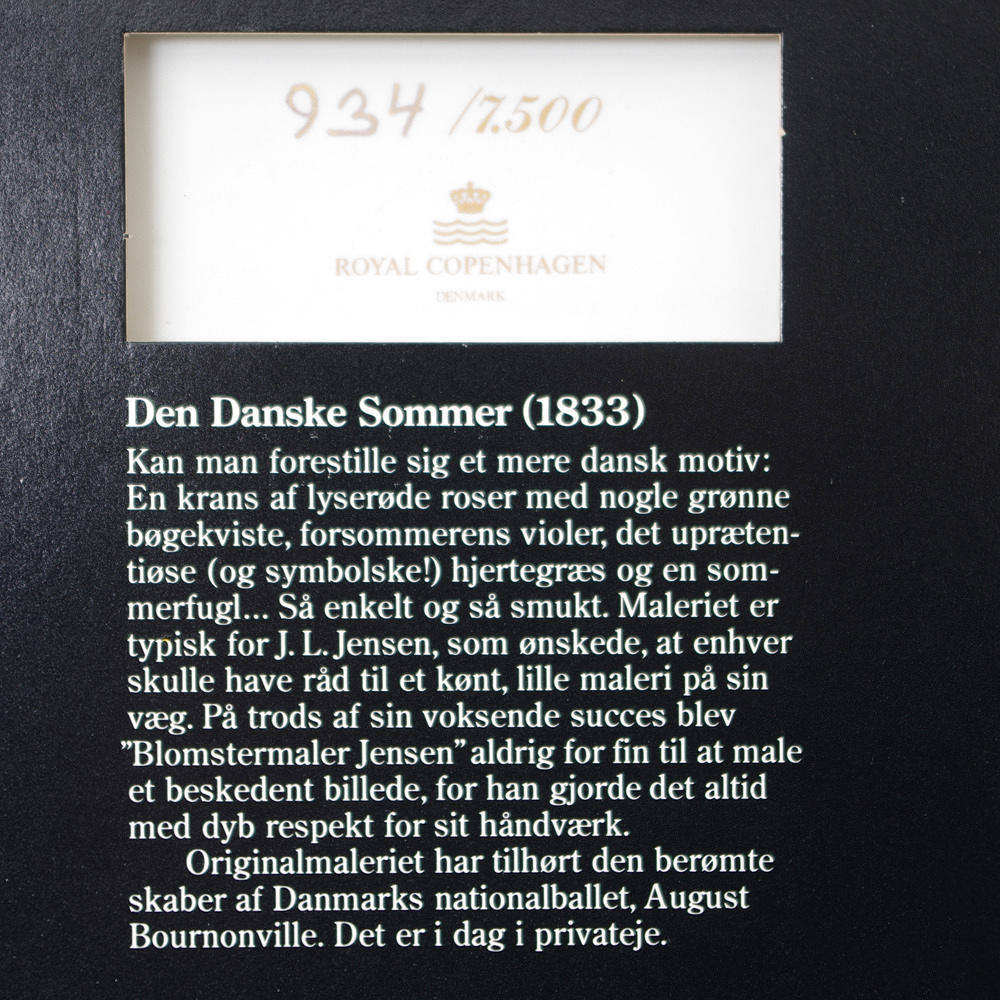 934 /7.500
ROYAL COPENHAGEN
DENMARK
Den Danske Sommer (1833)
Kan man forestille sig et mere dansk motiv:
En krans af lyserøde roser med nogle grønne
bøgekviste, forsommerens violer, det upræten-
tiøse (og symbolske!) hjertegræs og en som-
merfugl... Så enkelt og så smukt. Maleriet er
typisk for J. L. Jensen, som ønskede, at enhver
skulle have råd til et kønt, lille maleri på sin
væg. På trods af sin voksende succes blev
”Blomstermaler Jensen” aldrig for fin til at male
et beskedent billede, for han gjorde det altid
med dyb respekt for sit håndværk.
Originalmaleriet har tilhørt den berømte
skaber af Danmarks nationalballet, August
Bournonville. Det er i dag i privateje.